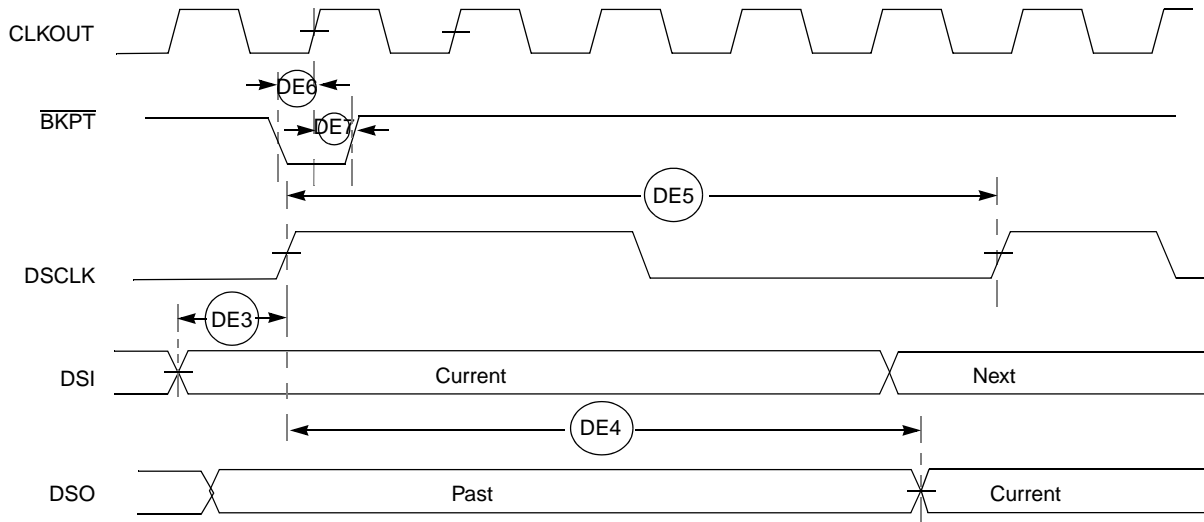 CLKOUT
DE6
BKPT
DE7
DE5
DSCLK
DE3
DSI
Current
Next
DE4
DSO
Past
Current